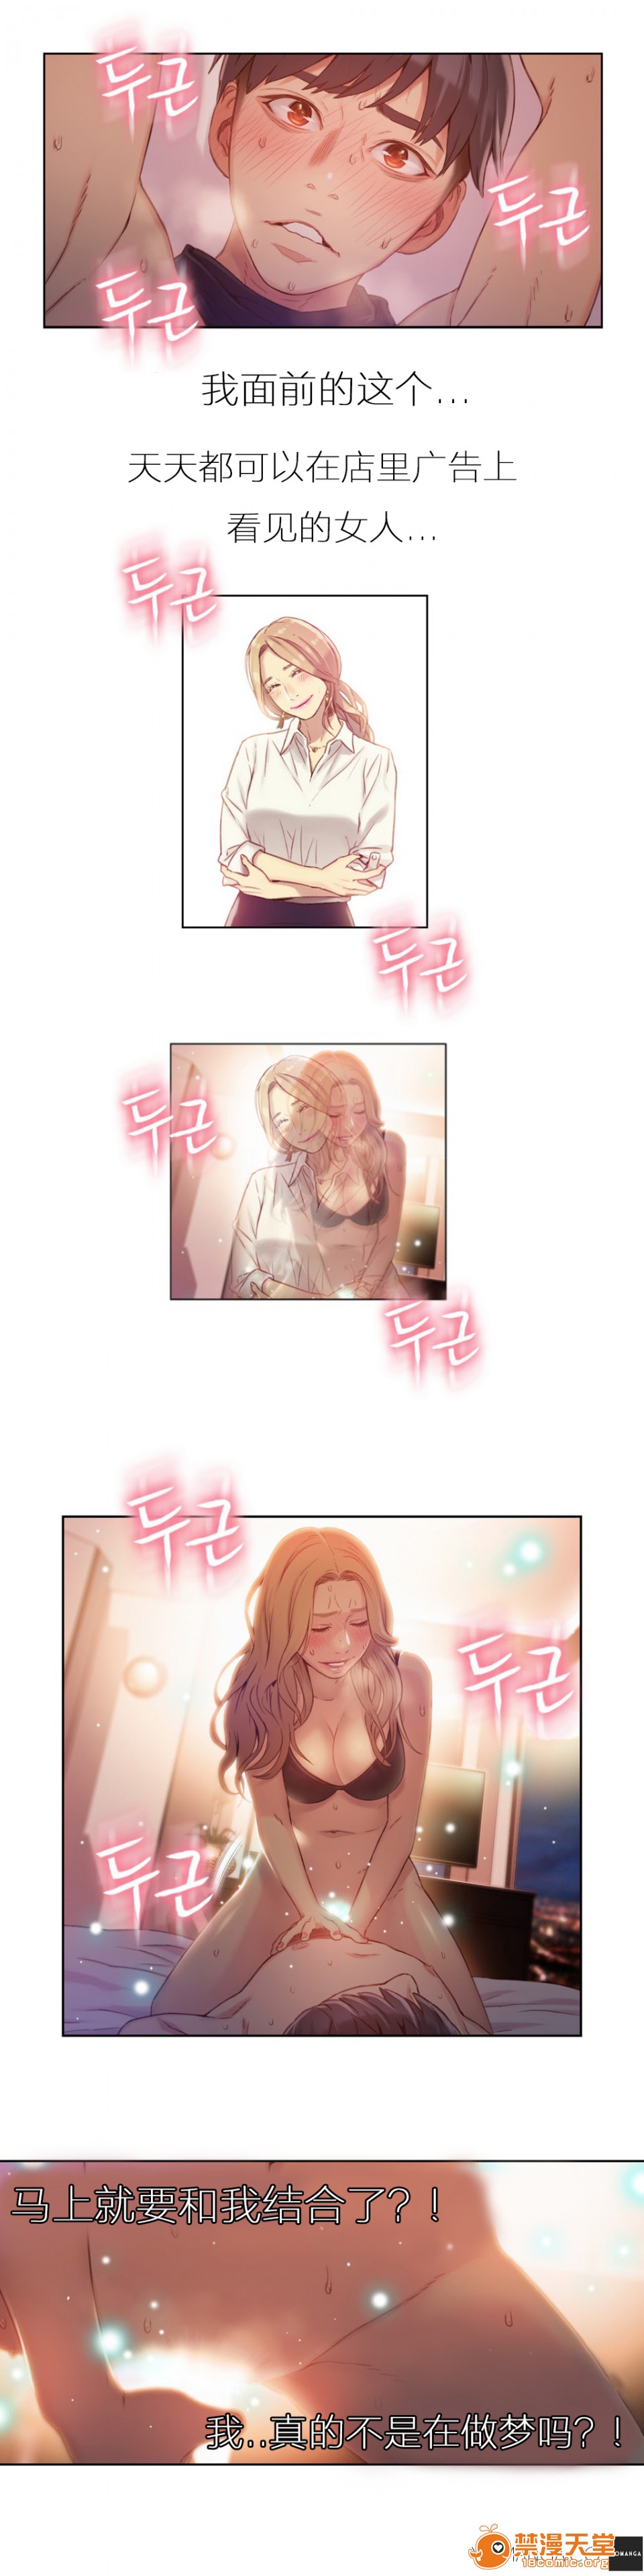 두근
두근
두근
我面前的这个...
天天都可以在店里广告上
看见的女人...
두근
두근
두근
두근
두근
두근
두근
马上就要和我结合了?!
我..真的不是在做梦吗?!
禁漫天堂
18comic.org
OMANGA